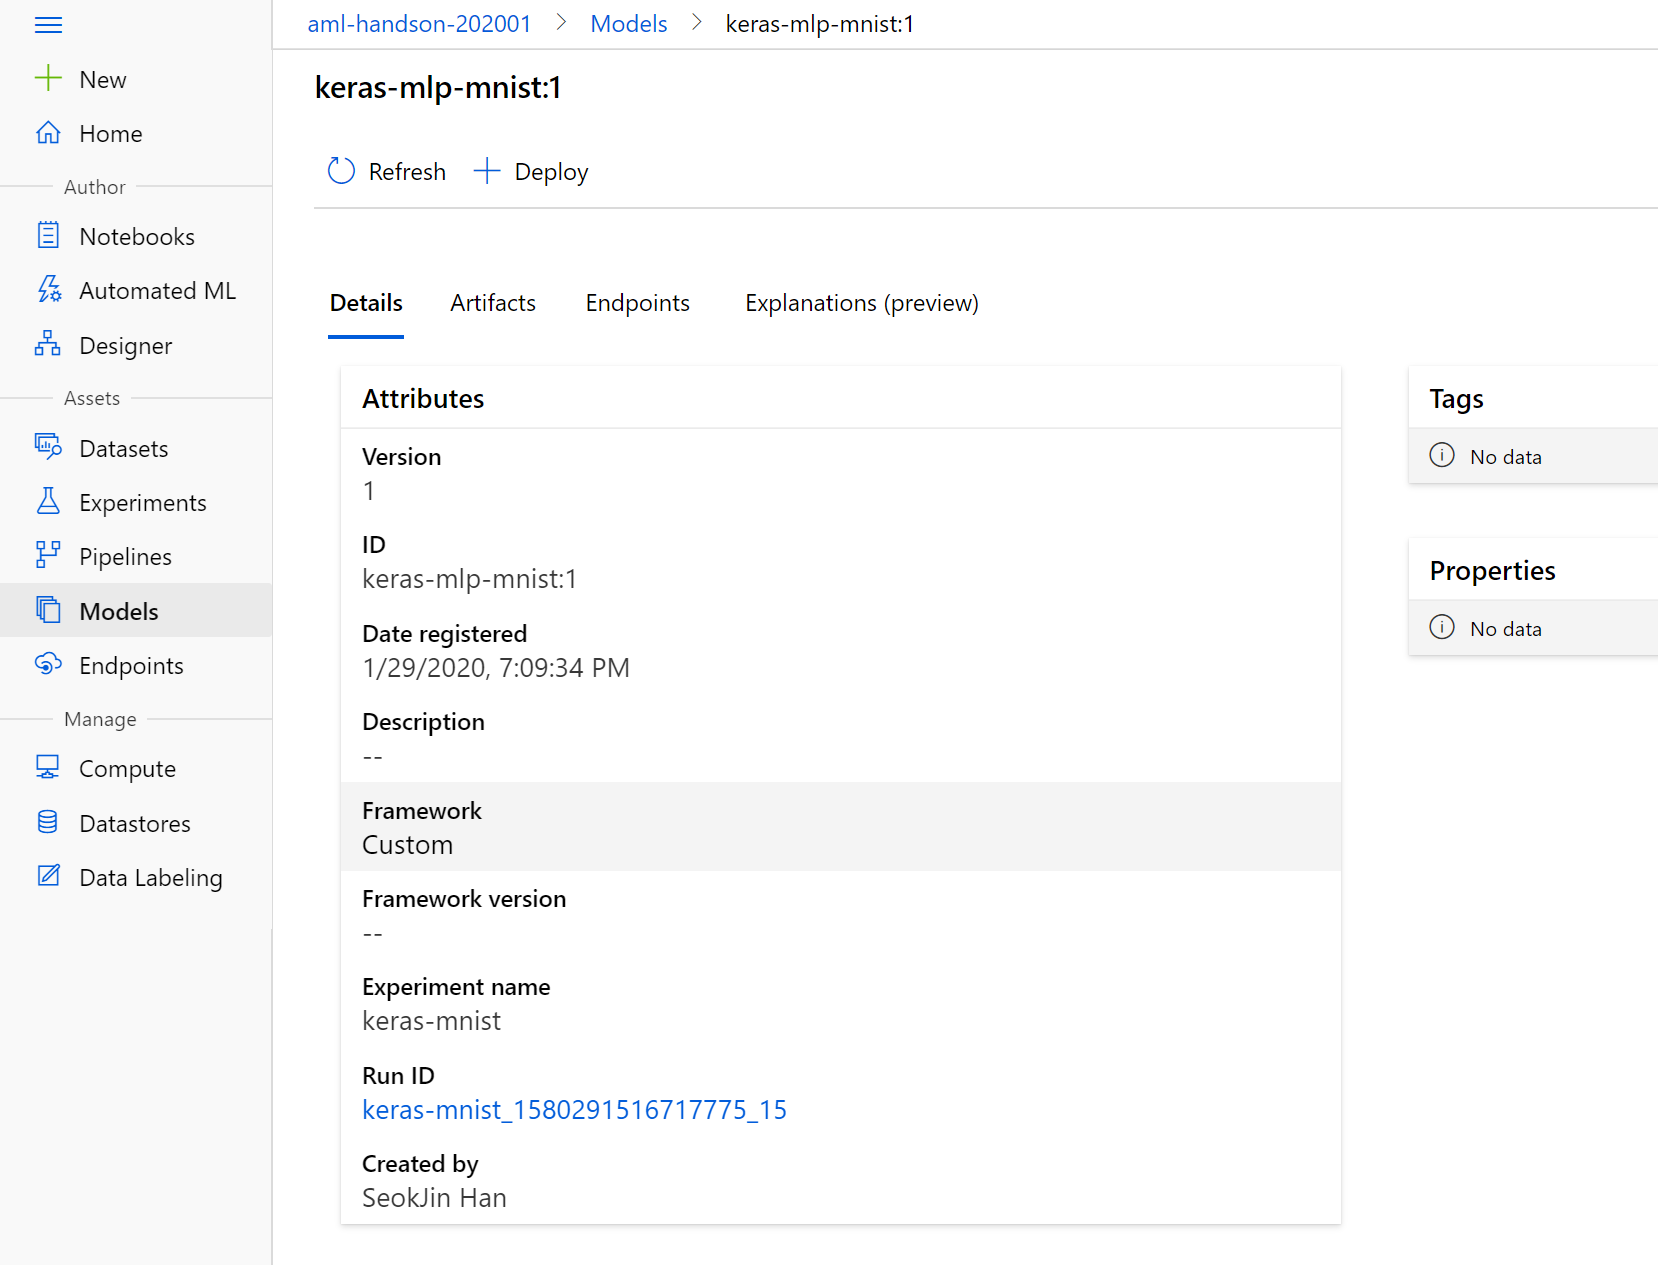 aml-handson-202001 > Models > keras-mlp-mnist:1
New
Home
Author
Notebooks
Automated ML
Designer
Assets
Datasets
Experiments
Pipelines
Models
Endpoints
Manage
Compute
Datastores
Data Labeling
keras-mlp-mnist:1
Refresh Deploy
Details Artifacts Endpoints Explanations (preview)
Attributes
Version
1
ID
keras-mlp-mnist:1
Date registered
1/29/2020, 7:09:34 PM
Description
--
Framework
Custom
Framework version
--
Experiment name
keras-mnist
Run ID
keras-mnist_1580291516717775_15
Created by
SeokJin Han
Tags
No data
Properties
No data